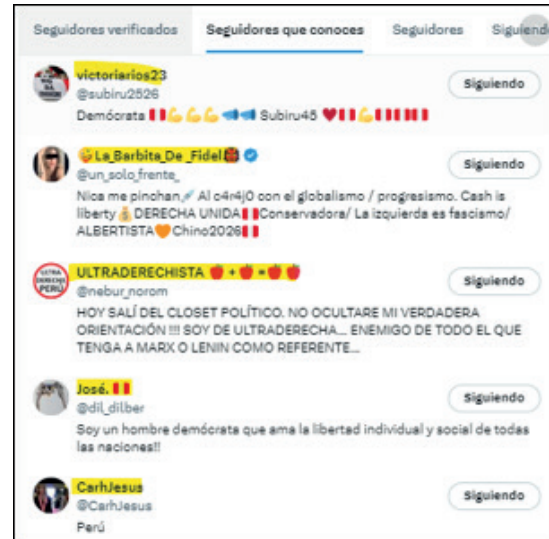 Seguidores verificados Seguidores que conoces Seguidores Siguiend
victoriarios23
@subiru2526
Siguiendo
Demócrata 🇵🇪💪💪💪📣📣 Subiru45 ❤️🇵🇪💪🇵🇪🇵🇪🇵🇪
La_Barbita_De_Fidel
@un_solo_frente_
Siguiendo
Nica me pinchan💉 Al c4r4j0 con el globalismo / progresismo. Cash is
liberty 💰 DERECHA UNIDA🇵🇪Conservadora/ La izquierda es fascismo/
ALBERTISTA🧡Chino2026🇵🇪
ULTRA
DERECHA
PERÚ
ULTRADERECHISTA 🍎 + 🍎 = 🍎 🍎
@nebur_norom
Siguiendo
HOY SALÍ DEL CLOSET POLÍTICO. NO OCULTARE MI VERDADERA
ORIENTACIÓN !!! SOY DE ULTRADERECHA... ENEMIGO DE TODO EL QUE
TENGA A MARX O LENIN COMO REFERENTE...
José. 🇵🇪
@dil_dilber
Siguiendo
Soy un hombre demócrata que ama la libertad individual y social de todas
las naciones!!
CarhJesus
@CarhJesus
Siguiendo
Perú